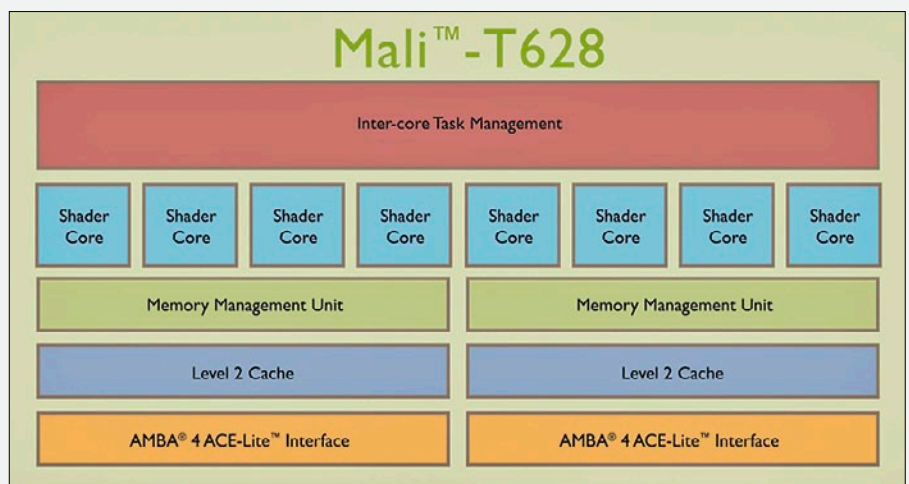 Mali™-T628
Inter-core Task Management
Shader Core
Shader Core
Shader Core
Shader Core
Shader Core
Shader Core
Shader Core
Shader Core
Memory Management Unit
Memory Management Unit
Level 2 Cache
Level 2 Cache
AMBA® 4 ACE-Lite™ Interface
AMBA® 4 ACE-Lite™ Interface